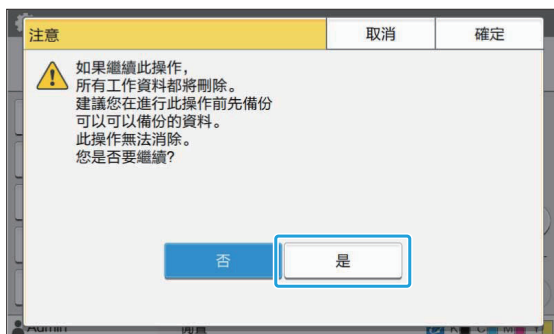 注意
取消
確定
如果繼續此操作，
所有工作資料都將刪除。
建議您在進行此操作前先備份
可以可以備份的資料。
此操作無法消除。
您是否要繼續?
否
是
Admin
閒置
K C M Y